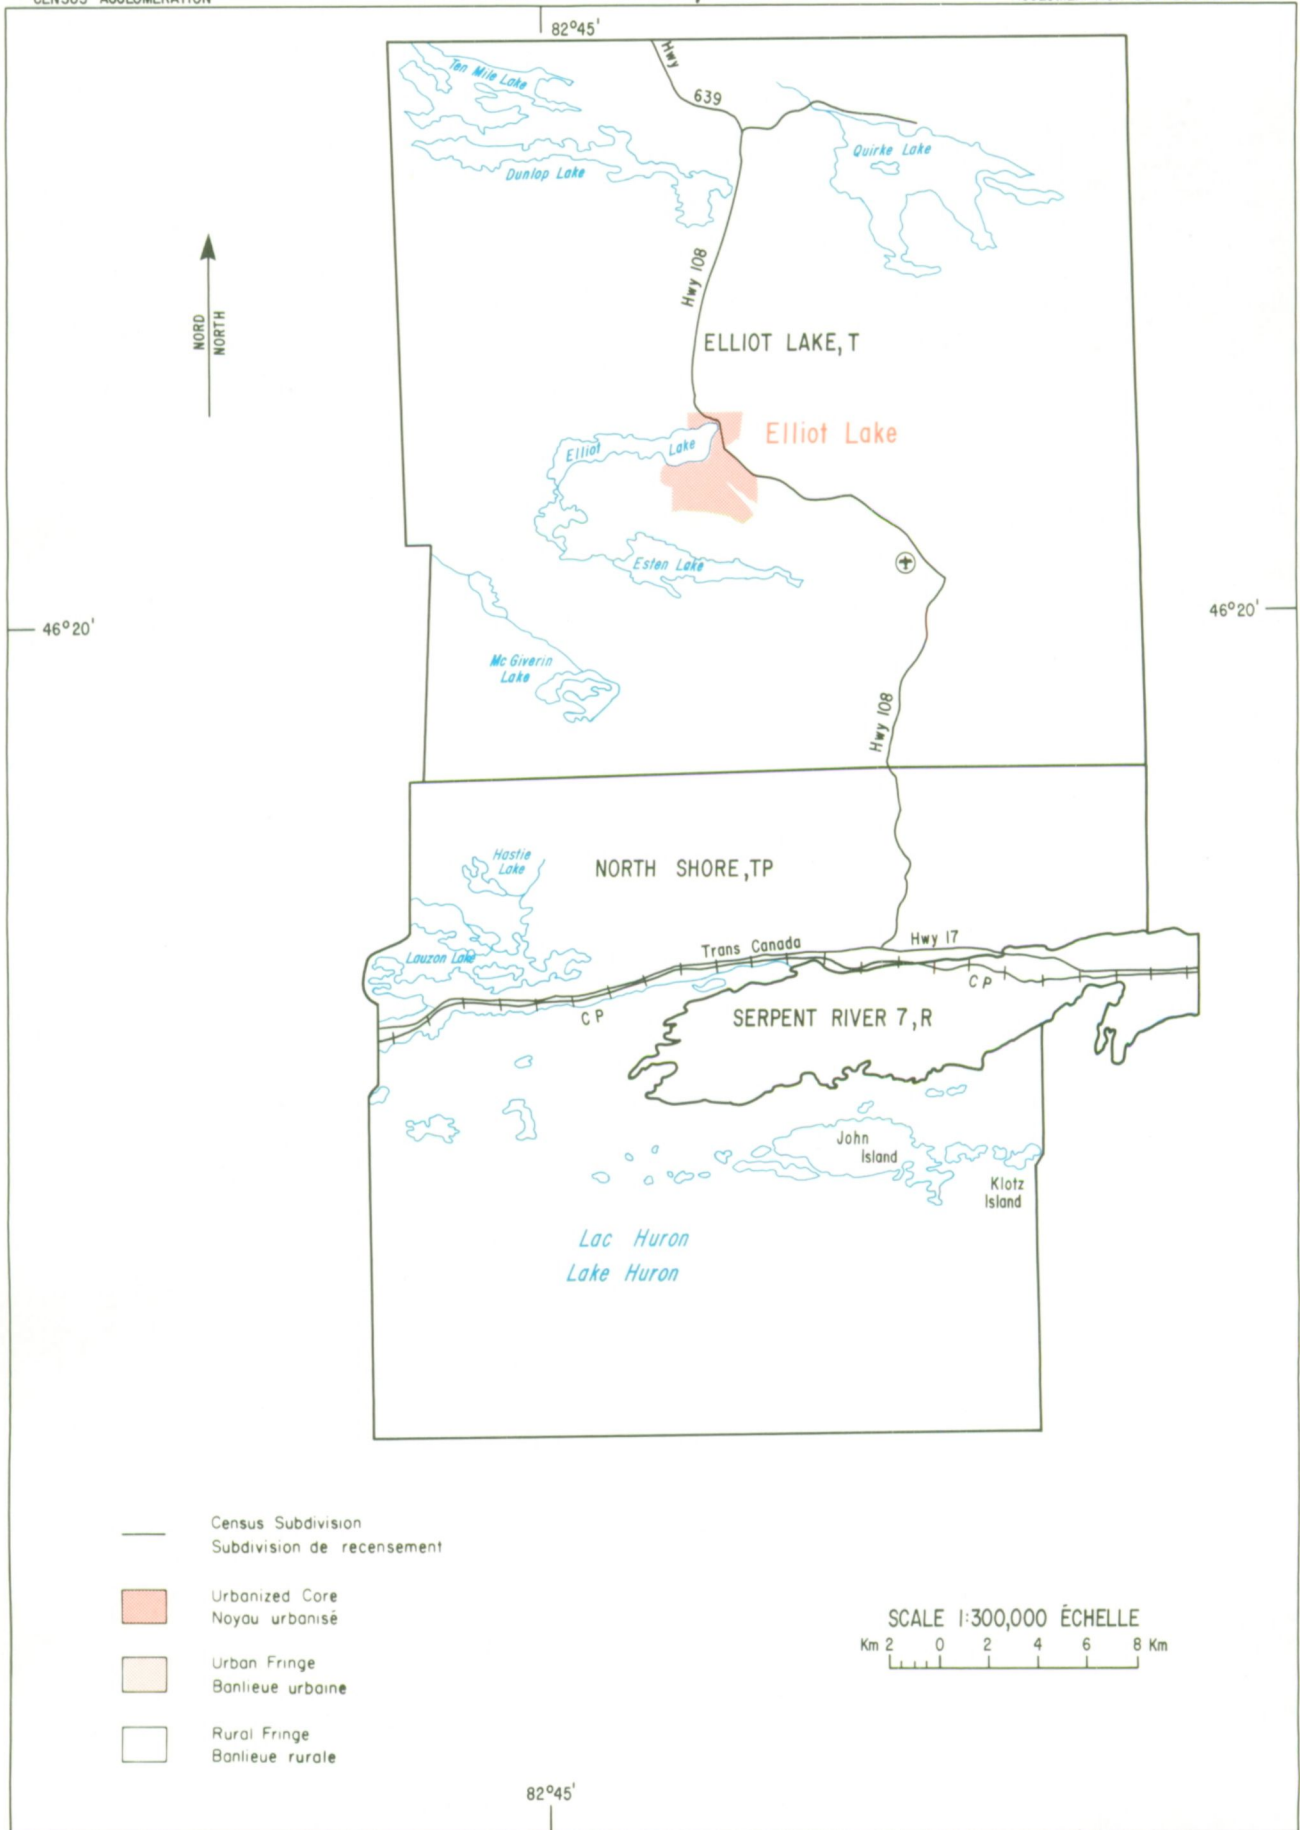 CENSUS AGGLOMERATION
82°45'
Ten Mile Lake
Hwy
639
Quirke Lake
Dunlop Lake
Hwy 108
NORD
NORTH
ELLIOT LAKE, T
Elliot Lake
Elliot Lake
Esten Lake
46°20'
46°20'
Mc Giverin
Lake
Hwy 108
Hastie
Lake
NORTH SHORE, TP
Lauzon Lake
Trans Canada
Hwy 17
CP
CP
SERPENT RIVER 7, R
John
Island
Klotz
Island
Lac Huron
Lake Huron
Census Subdivision
Subdivision de recensement
Urbanized Core
Noyau urbanisé
Urban Fringe
Banlieue urbaine
Rural Fringe
Banlieue rurale
SCALE 1:300,000 ÉCHELLE
Km 2 0 2 4 6 8 Km
82°45'